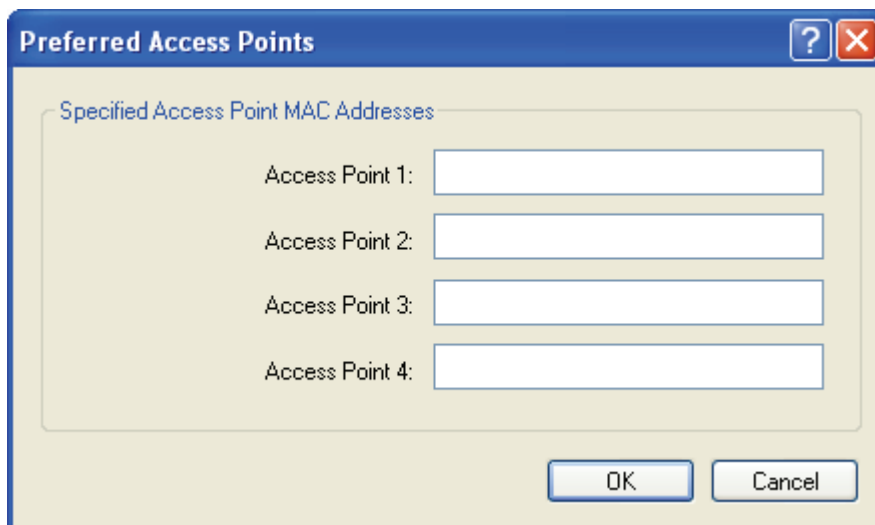 Preferred Access Points ?
Specified Access Point MAC Addresses
Access Point 1:
Access Point 2:
Access Point 3:
Access Point 4:
OK Cancel